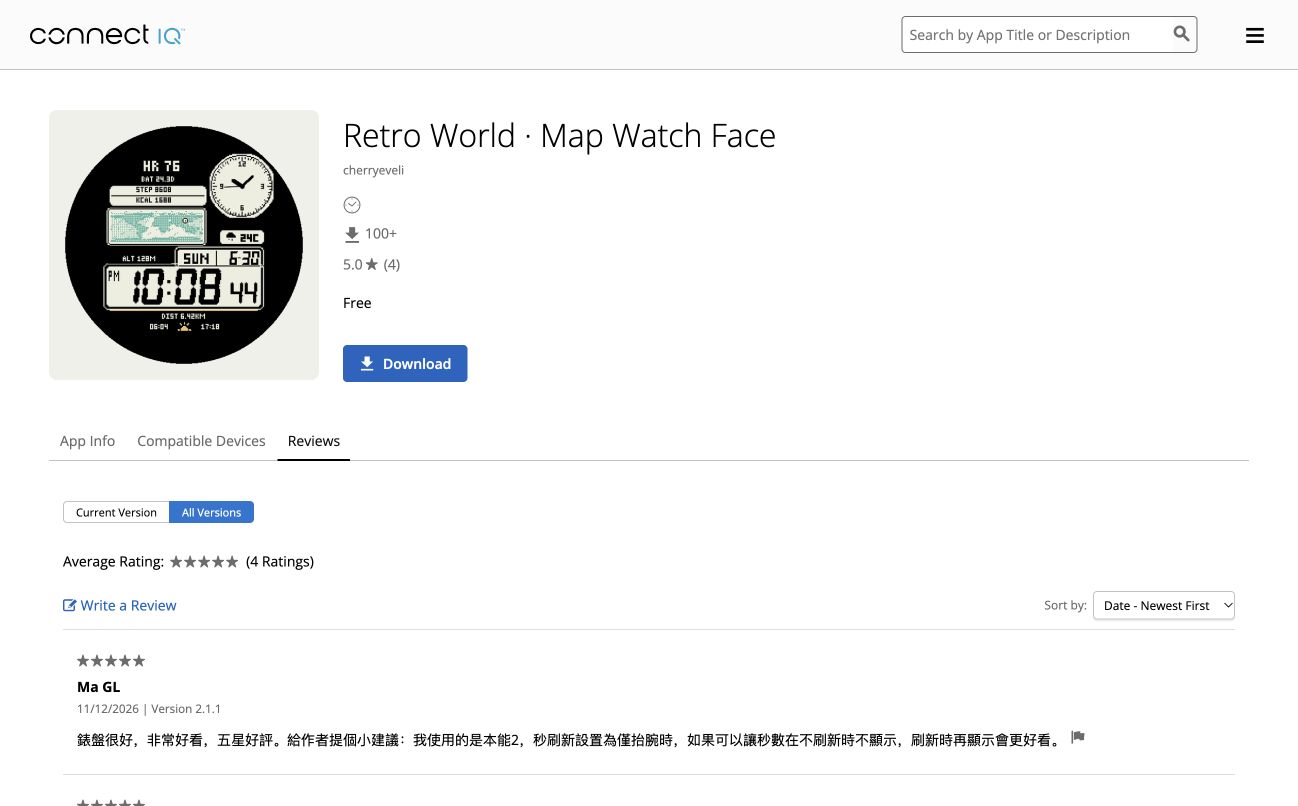 connect IQ
Search by App Title or Description
HR 76
BAT 24.3D
STEP 8608
KCAL 1688
12
3
6
9
24C
ALT 128M
SUN 6-30
PM 10:08 44
DIST 6.42KM
06:04 17:18
Retro World · Map Watch Face
cherryeveli
100+
5.0 ★ (4)
Free
Download
App Info Compatible Devices Reviews
Current Version All Versions
Average Rating: ★★★★★ (4 Ratings)
Write a Review
Sort by: Date - Newest First
★★★★★
Ma GL
11/12/2026 | Version 2.1.1
錶盤很好，非常好看，五星好評。給作者提個小建議：我使用的是本能2，秒刷新設置為僅抬腕時，如果可以讓秒數在不刷新時不顯示，刷新時再顯示會更好看。